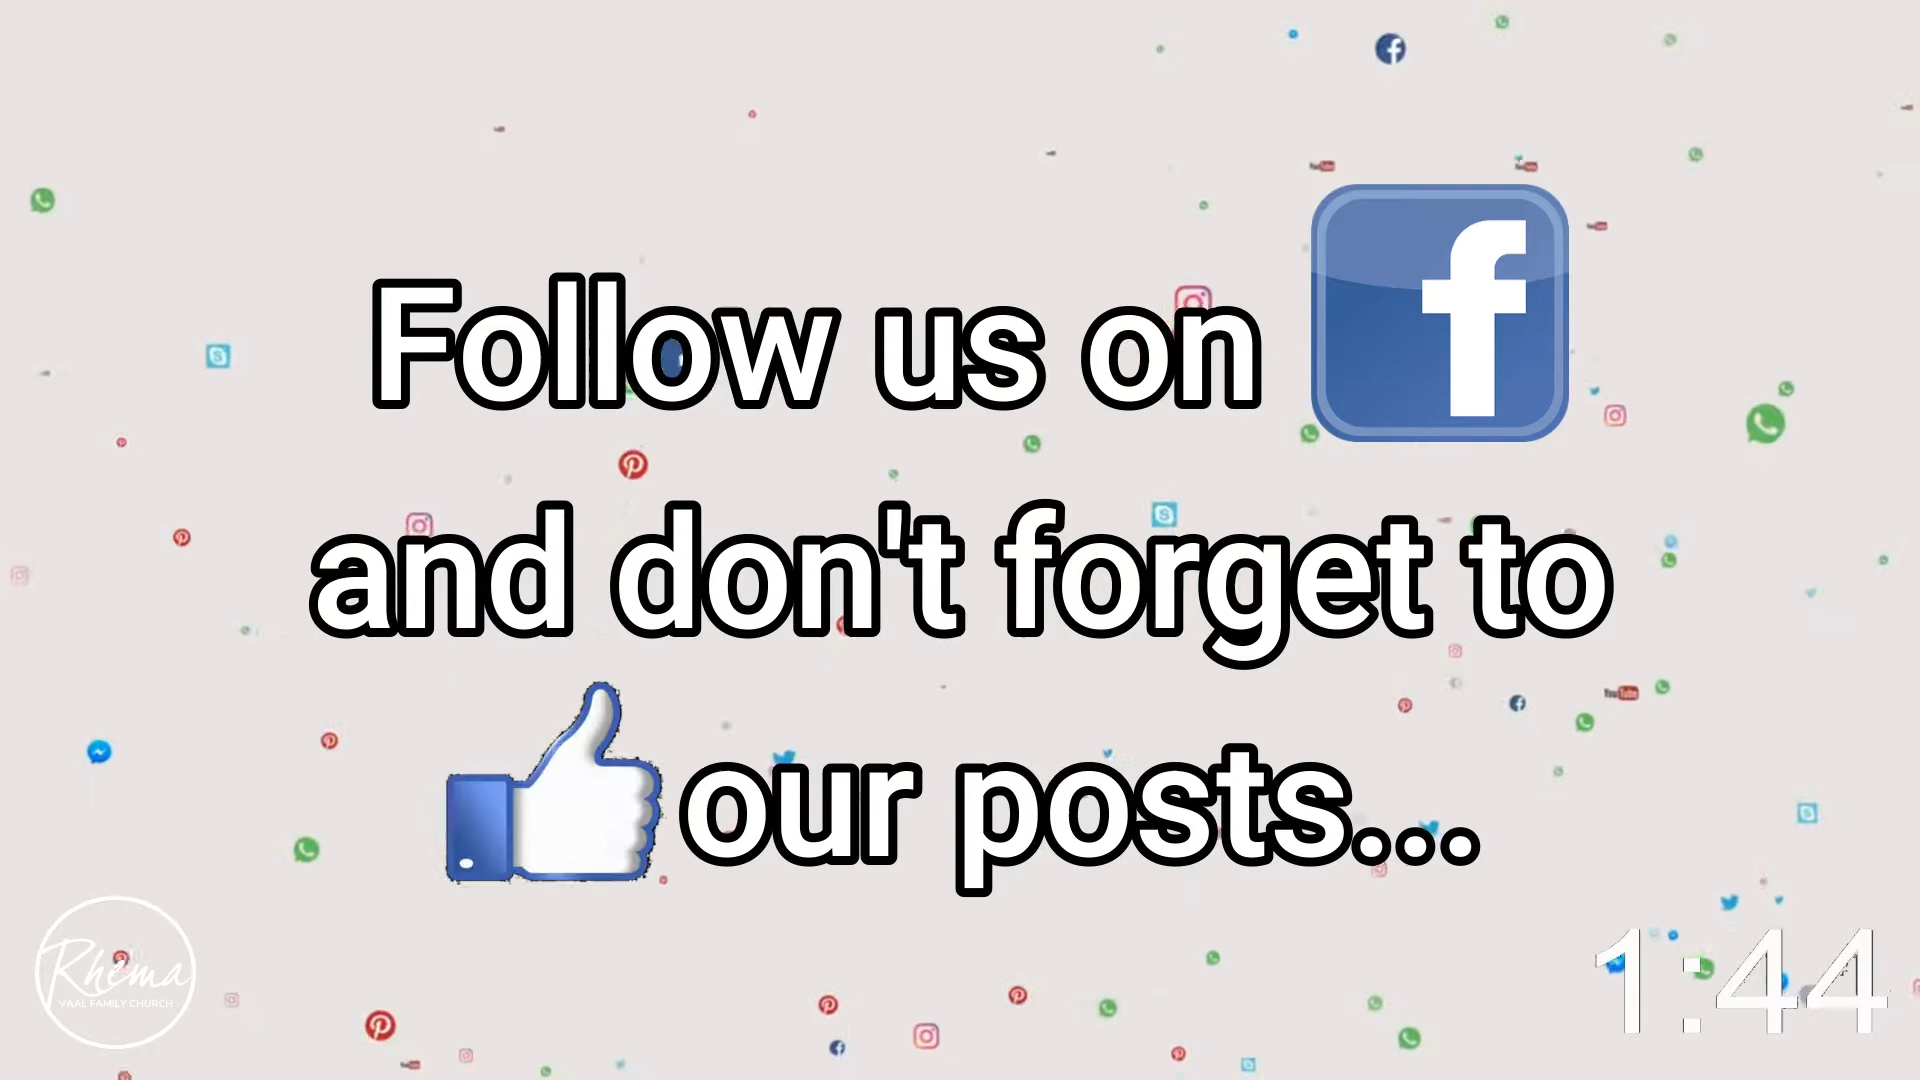 Follow us on f
and don't forget to
our posts...
Rhema
VAAL FAMILY CHURCH
1:44